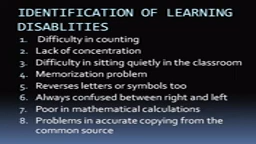 IDENTIFICATION OF LEARNING
DISABLITIES
1. Difficulty in counting
2. Lack of concentration
3. Difficulty in sitting quietly in the classroom
4. Memorization problem
5. Reverses letters or symbols too
6. Always confused between right and left
7. Poor in mathematical calculations
8. Problems in accurate copying from the
common source